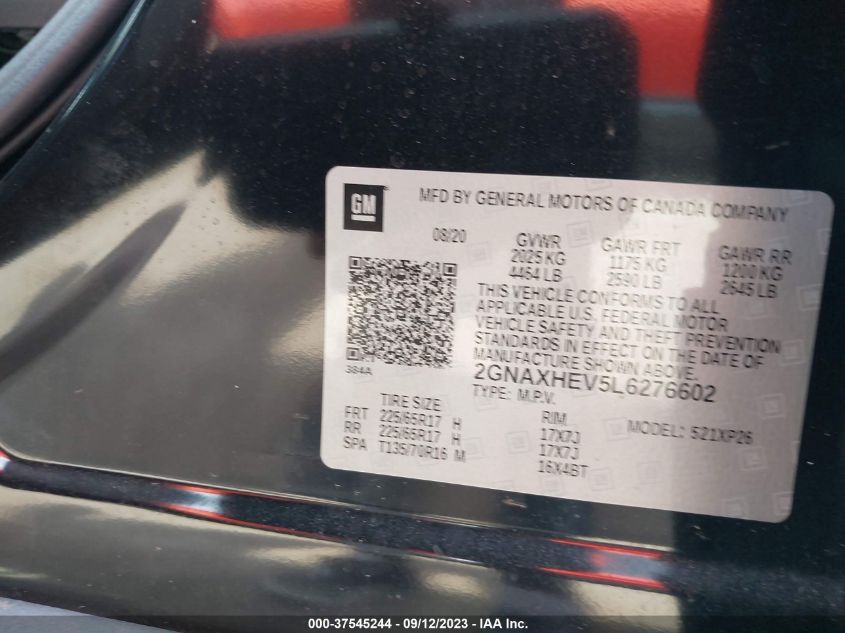 GM
MFD BY GENERAL MOTORS OF CANADA COMPANY
08/20 GVWR GAWR FRT GAWR RR
2025 KG 1175 KG 1200 KG
4464 LB 2590 LB 2645 LB
THIS VEHICLE CONFORMS TO ALL
APPLICABLE U.S. FEDERAL MOTOR
VEHICLE SAFETY AND THEFT PREVENTION
STANDARDS IN EFFECT ON THE DATE OF
MANUFACTURE SHOWN ABOVE.
384A
2GNAXHEV5L6276602
TYPE: M.P.V. MODEL: 521XP26
TIRE SIZE RIM
FRT 225/65R17 H 17X7J
RR 225/65R17 H 17X7J
SPA T135/70R16 M 16X4BT
000-37545244 - 09/12/2023 - IAA Inc.